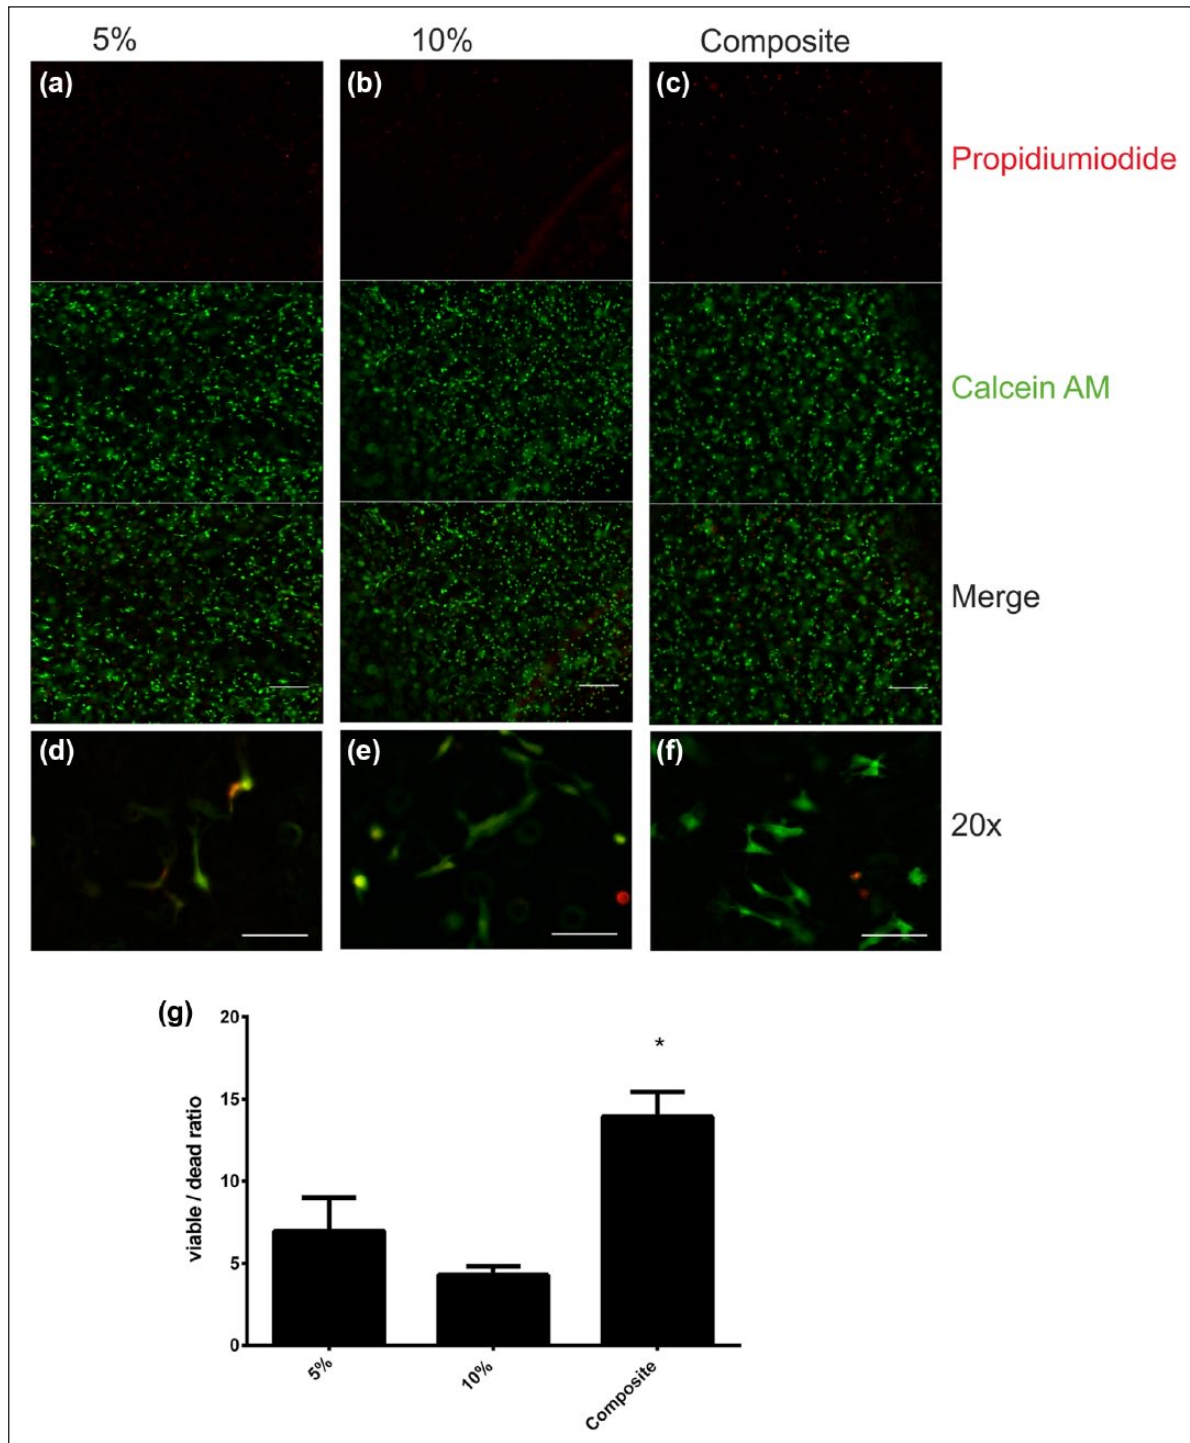 5% 10% Composite
(a) (b) (c)
Propidiumiodide
Calcein AM
Merge
(d) (e) (f)
20x
(g)
20
*
15
viable / dead ratio
10
5
0
5% 10% Composite